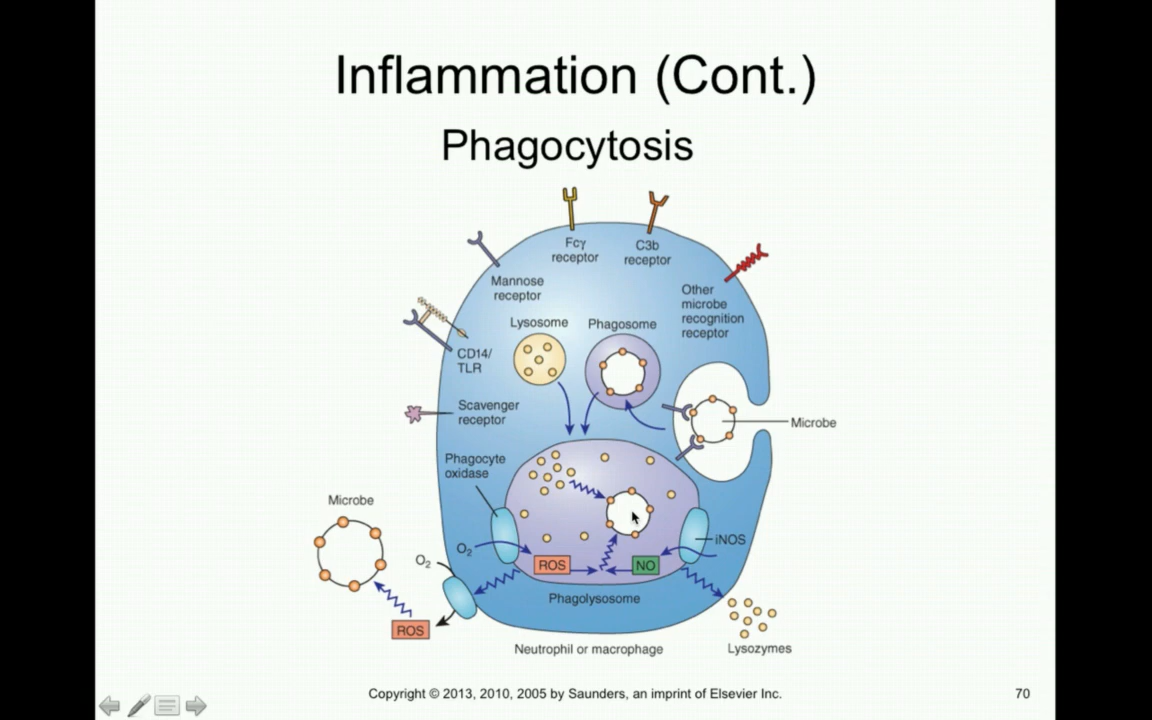 Inflammation (Cont.)
Phagocytosis
Fcγ
receptor
C3b
receptor
Mannose
receptor
Other
microbe
recognition
receptor
Lysosome
Phagosome
CD14/
TLR
Scavenger
receptor
Microbe
Phagocyte
oxidase
Microbe
O2
iNOS
O2
ROS
NO
Phagolysosome
ROS
Neutrophil or macrophage
Lysozymes
Copyright © 2013, 2010, 2005 by Saunders, an imprint of Elsevier Inc.
70